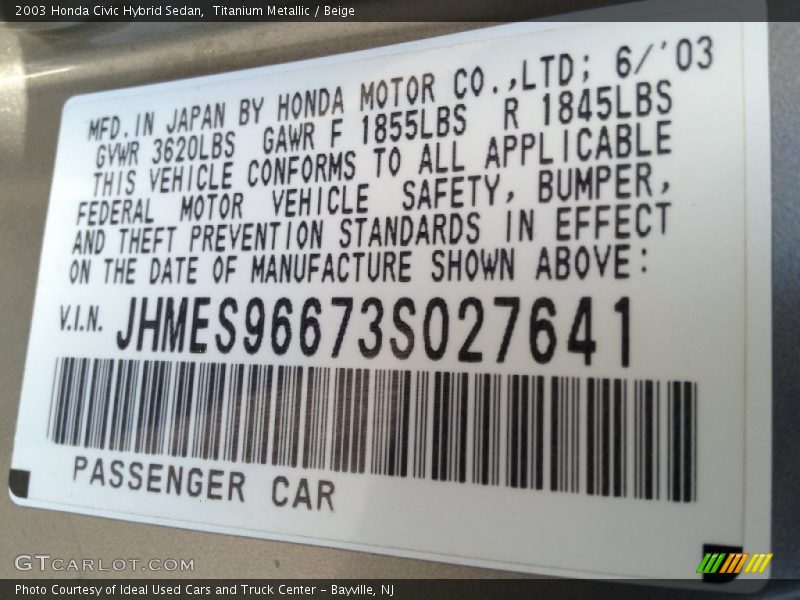 2003 Honda Civic Hybrid Sedan,  Titanium Metallic / Beige
MFD.IN JAPAN BY HONDA MOTOR CO.,LTD; 6/'03
GVWR 3620LBS GAWR F 1855LBS R 1845LBS
THIS VEHICLE CONFORMS TO ALL APPLICABLE
FEDERAL MOTOR VEHICLE SAFETY, BUMPER,
AND THEFT PREVENTION STANDARDS IN EFFECT
ON THE DATE OF MANUFACTURE SHOWN ABOVE:
V.I.N. JHMES96673S027641
PASSENGER CAR
GTCARLOT.COM
Photo Courtesy of Ideal Used Cars and Truck Center - Bayville, NJ